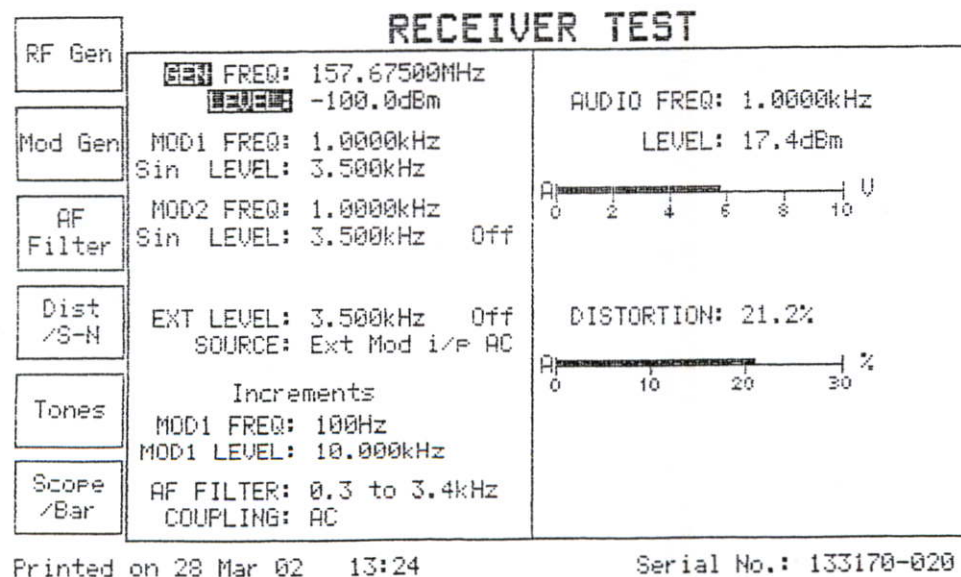 RECEIVER TEST
RF Gen
Mod Gen
AF
Filter
Dist
/S-N
Tones
Scope
/Bar
GEN FREQ: 157.67500MHz
LEVEL: -100.0dBm
MOD1 FREQ: 1.0000kHz
Sin LEVEL: 3.500kHz
MOD2 FREQ: 1.0000kHz
Sin LEVEL: 3.500kHz Off
EXT LEVEL: 3.500kHz Off
SOURCE: Ext Mod i/p AC
Increments
MOD1 FREQ: 100Hz
MOD1 LEVEL: 10.000kHz
AF FILTER: 0.3 to 3.4kHz
COUPLING: AC
AUDIO FREQ: 1.0000kHz
LEVEL: 17.4dBm
A V
0 2 4 6 8 10
DISTORTION: 21.2%
A %
0 10 20 30
Printed on 28 Mar 02 13:24
Serial No.: 133170-020